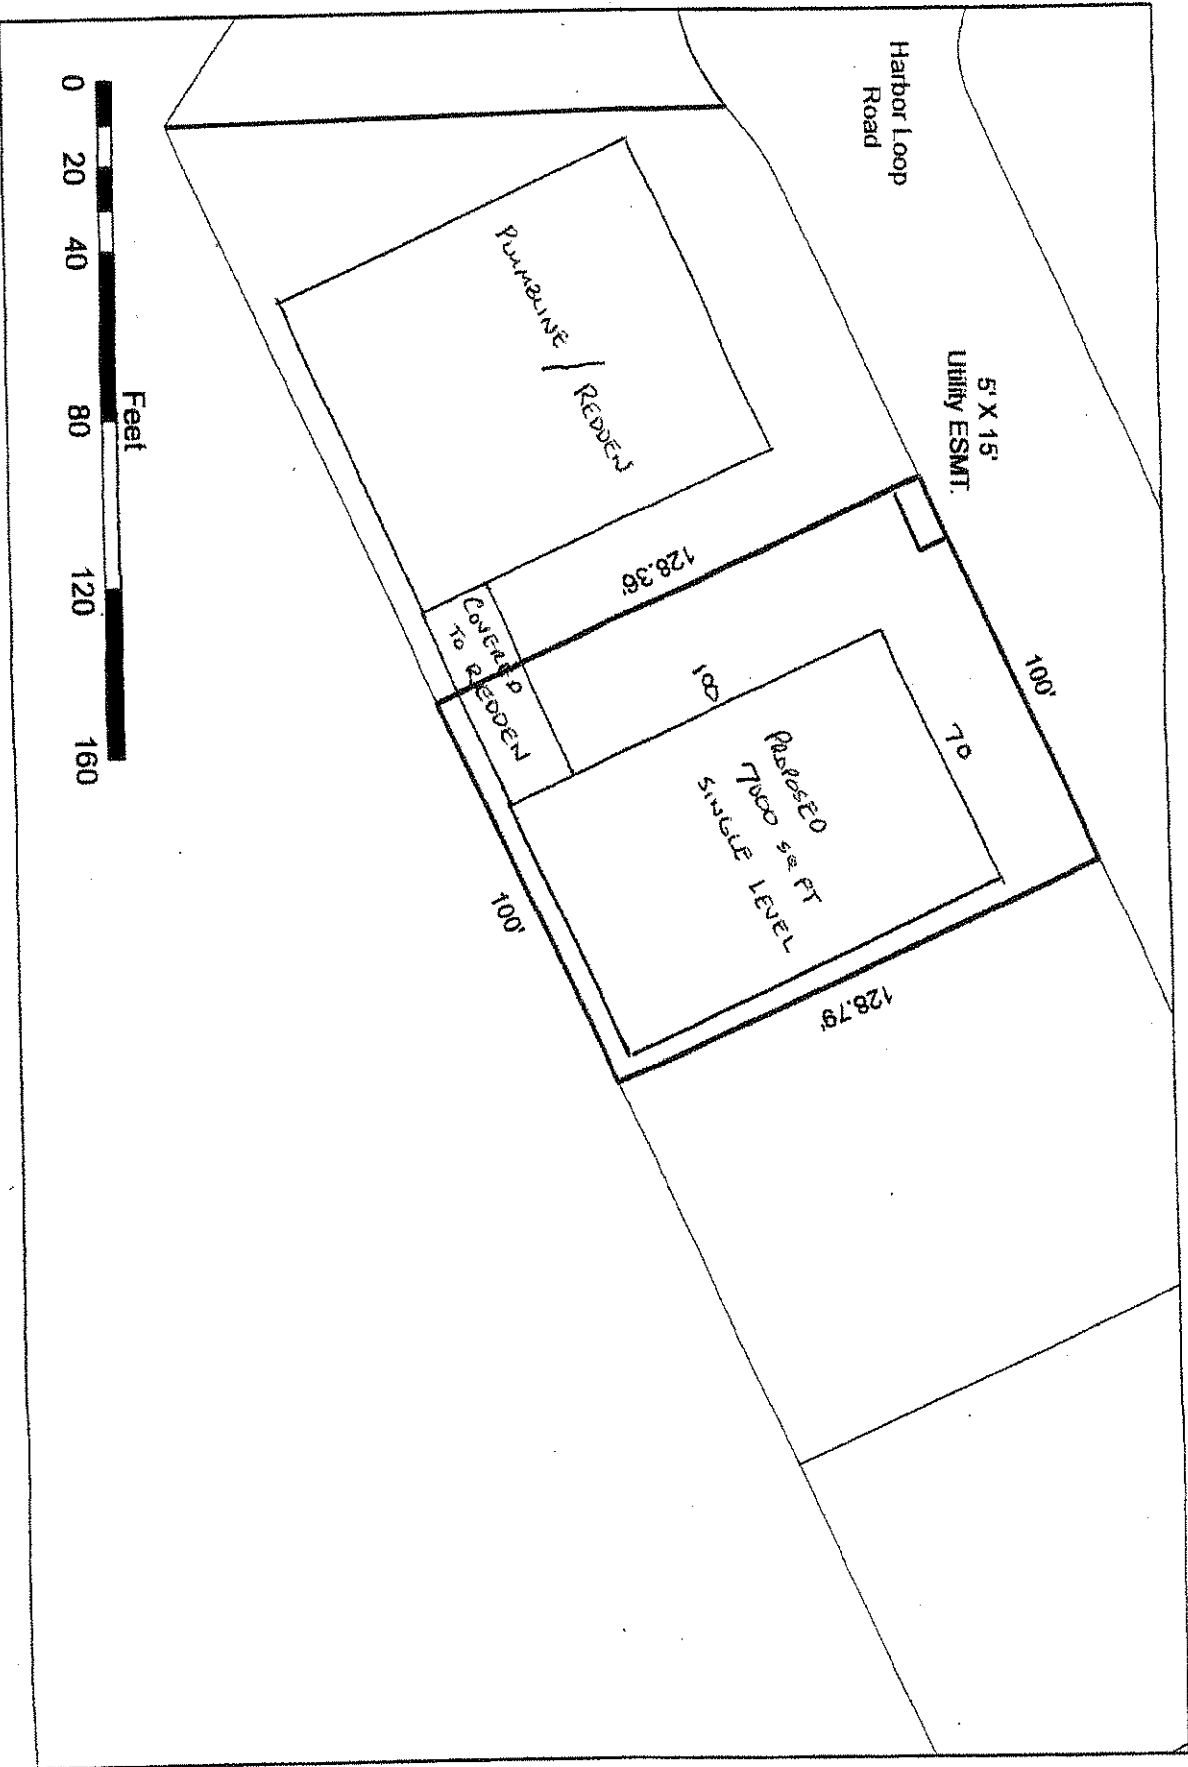 Harbor Loop
Road
5' X 15'
Utility ESMT.
100'
70
PLUMBLINE / REDDEN
128.36'
100
PROPOSED
7000 SQ FT
SINGLE LEVEL
128.79'
COVERED
TO REDDEN
100'
Feet
0 20 40 80 120 160